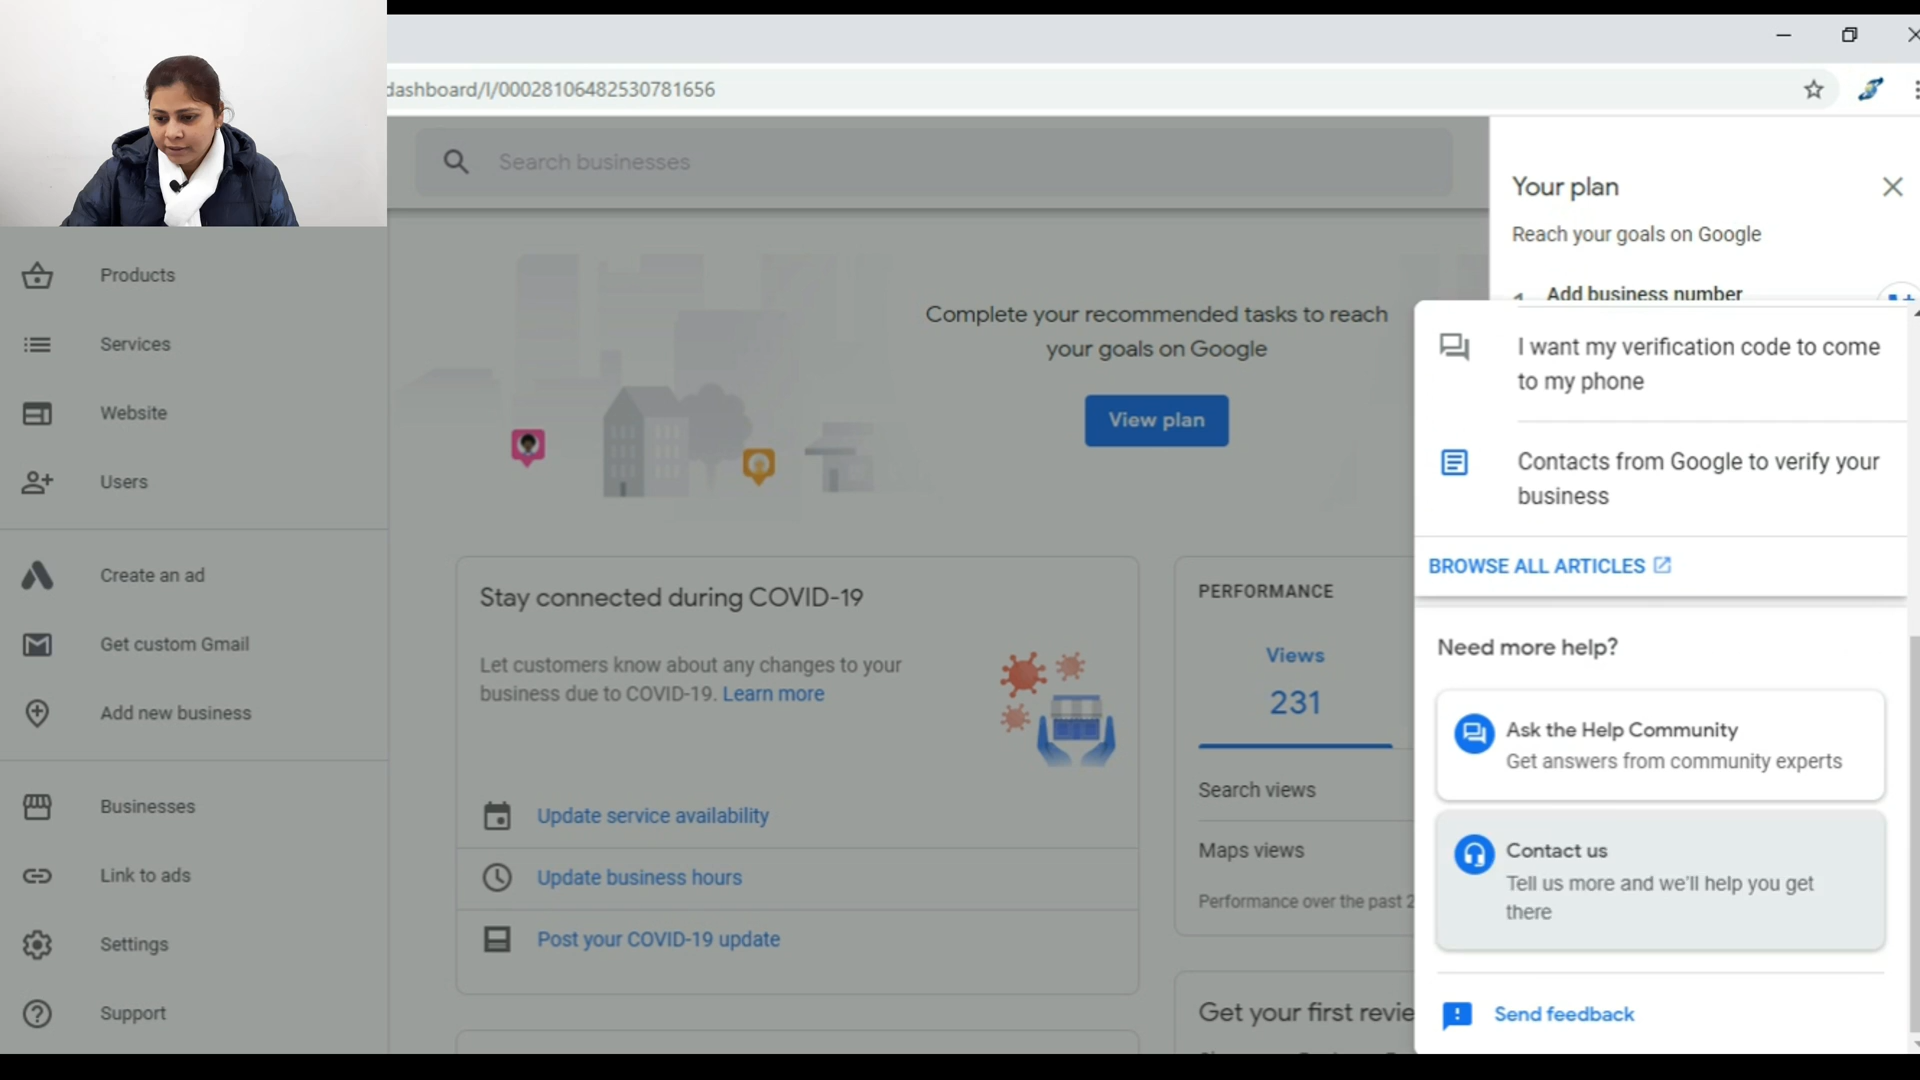 dashboard/l/00028106482530781656
Search businesses
Products
Services
Website
Users
Create an ad
Get custom Gmail
Add new business
Businesses
Link to ads
Settings
Support
Complete your recommended tasks to reach
your goals on Google
View plan
Stay connected during COVID-19
Let customers know about any changes to your
business due to COVID-19. Learn more
Update service availability
Update business hours
Post your COVID-19 update
PERFORMANCE
Views
231
Search views
Maps views
Performance over the past 2
Get your first revie
Your plan
Reach your goals on Google
Add business number
I want my verification code to come
to my phone
Contacts from Google to verify your
business
BROWSE ALL ARTICLES
Need more help?
Ask the Help Community
Get answers from community experts
Contact us
Tell us more and we'll help you get
there
Send feedback